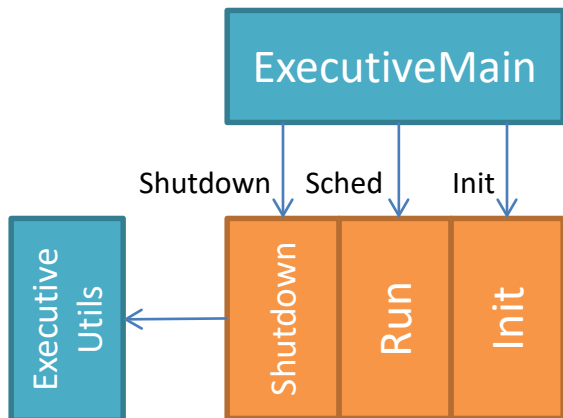 ExecutiveMain
Shutdown Sched Init
Executive
Utils
Shutdown
Run
Init